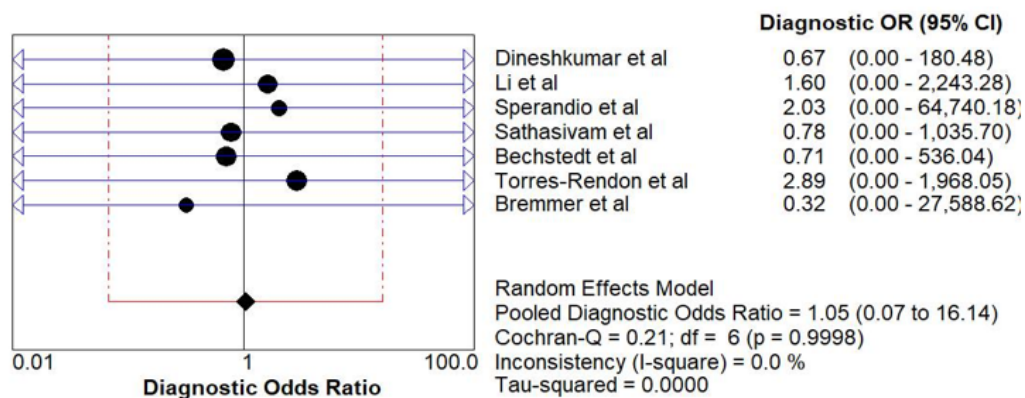 Diagnostic OR (95% CI)
Dineshkumar et al 0.67 (0.00 - 180.48)
Li et al 1.60 (0.00 - 2,243.28)
Sperandio et al 2.03 (0.00 - 64,740.18)
Sathasivam et al 0.78 (0.00 - 1,035.70)
Bechstedt et al 0.71 (0.00 - 536.04)
Torres-Rendon et al 2.89 (0.00 - 1,968.05)
Bremmer et al 0.32 (0.00 - 27,588.62)
Random Effects Model
Pooled Diagnostic Odds Ratio = 1.05 (0.07 to 16.14)
Cochran-Q = 0.21; df = 6 (p = 0.9998)
Inconsistency (I-square) = 0.0 %
Tau-squared = 0.0000
0.01 1 100.0
Diagnostic Odds Ratio